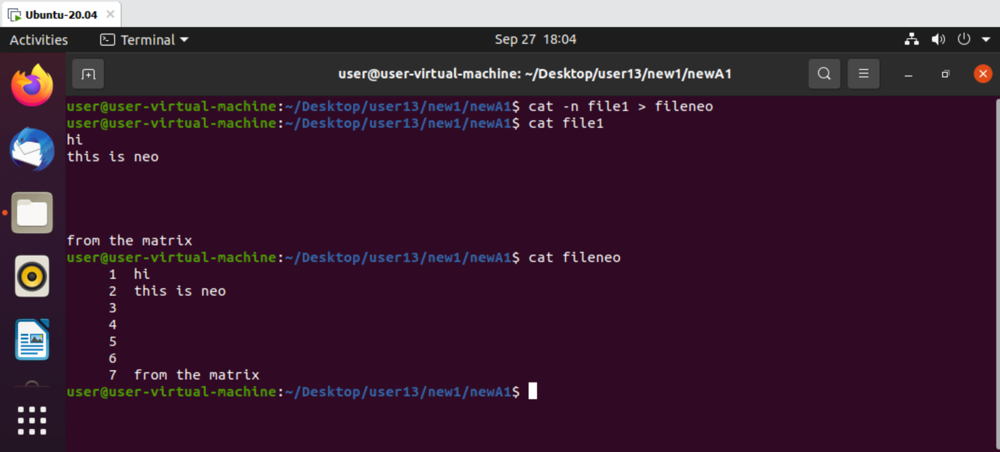 Ubuntu-20.04
Activities Terminal Sep 27 18:04
user@user-virtual-machine: ~/Desktop/user13/new1/newA1
user@user-virtual-machine:~/Desktop/user13/new1/newA1$ cat -n file1 > fileneo
user@user-virtual-machine:~/Desktop/user13/new1/newA1$ cat file1
hi
this is neo
from the matrix
user@user-virtual-machine:~/Desktop/user13/new1/newA1$ cat fileneo
1 hi
2 this is neo
3
4
5
6
7 from the matrix
user@user-virtual-machine:~/Desktop/user13/new1/newA1$